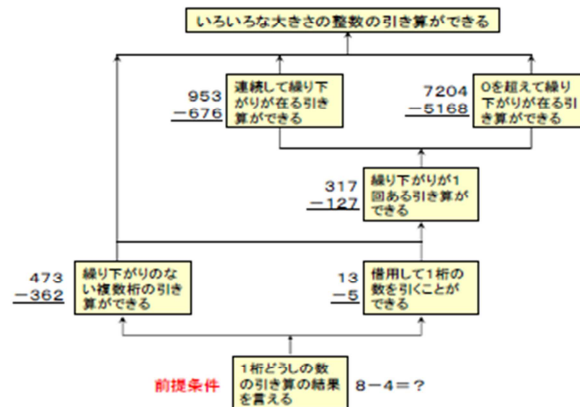 いろいろな大きさの整数の引き算ができる
953
−676
連続して繰り下
がりが在る引き
算ができる
7204
−5168
0を超えて繰り
下がりが在る引
き算ができる
317
−127
繰り下がりが1
回ある引き算が
できる
473
−362
繰り下がりのな
い複数桁の引き
算ができる
13
−5
借用して1桁の
数を引くことが
できる
前提条件
1桁どうしの数
の引き算の結果
を言える
8−4=?